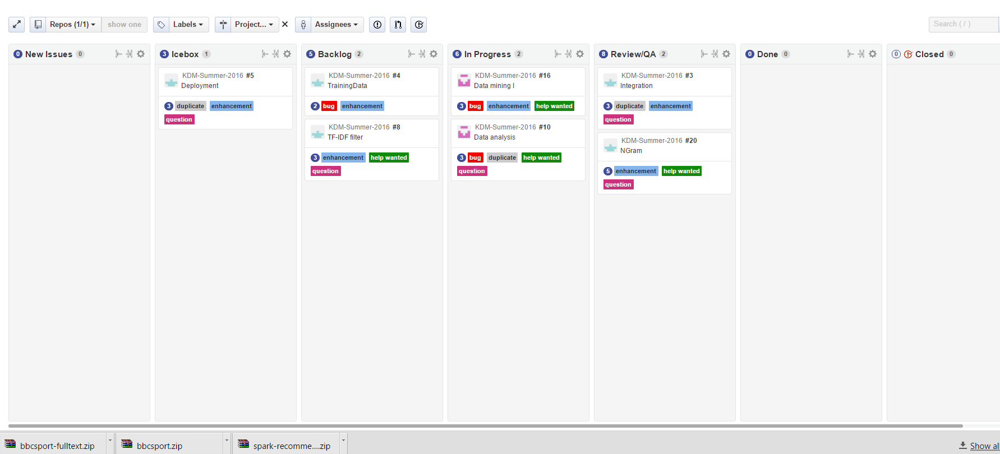 Repos (1/1) show one Labels Project... Assignees Search ( / )
0 New Issues 0
3 Icebox 1
KDM-Summer-2016 #5
Deployment
3 duplicate enhancement
question
5 Backlog 2
KDM-Summer-2016 #4
TrainingData
2 bug enhancement
KDM-Summer-2016 #8
TF-IDF filter
3 enhancement help wanted
question
6 In Progress 2
KDM-Summer-2016 #16
Data mining I
3 bug enhancement help wanted
KDM-Summer-2016 #10
Data analysis
3 bug duplicate help wanted
question
8 Review/QA 2
KDM-Summer-2016 #3
Integration
3 duplicate enhancement
question
KDM-Summer-2016 #20
NGram
5 enhancement help wanted
question
0 Done 0
0 Closed 0
bbcsport-fulltext.zip bbcsport.zip spark-recomme....zip Show all